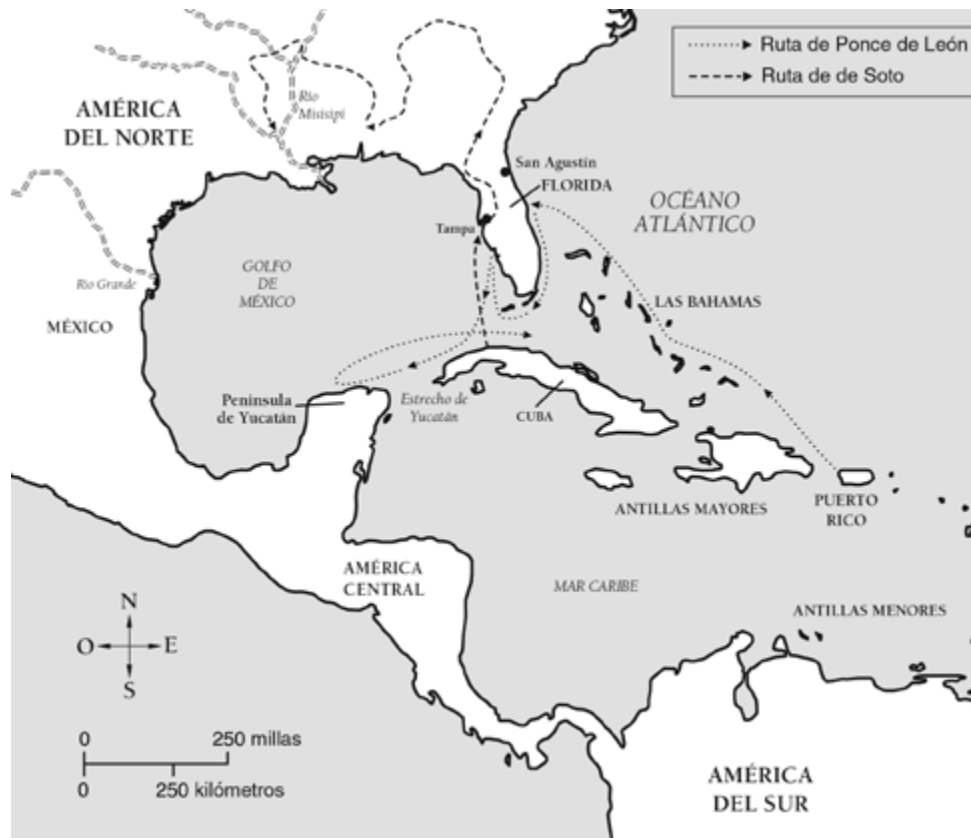 Ruta de Ponce de León
Ruta de de Soto
AMÉRICA
DEL NORTE
Río
Misisipi
San Agustín
FLORIDA
OCÉANO
ATLÁNTICO
Tampa
GOLFO
DE
MÉXICO
Rio Grande
MÉXICO
LAS BAHAMAS
Península
de Yucatán
Estrecho de
Yucatán
CUBA
ANTILLAS MAYORES
PUERTO
RICO
AMÉRICA
CENTRAL
MAR CARIBE
ANTILLAS MENORES
N
O E
S
0 250 millas
0 250 kilómetros
AMÉRICA
DEL SUR